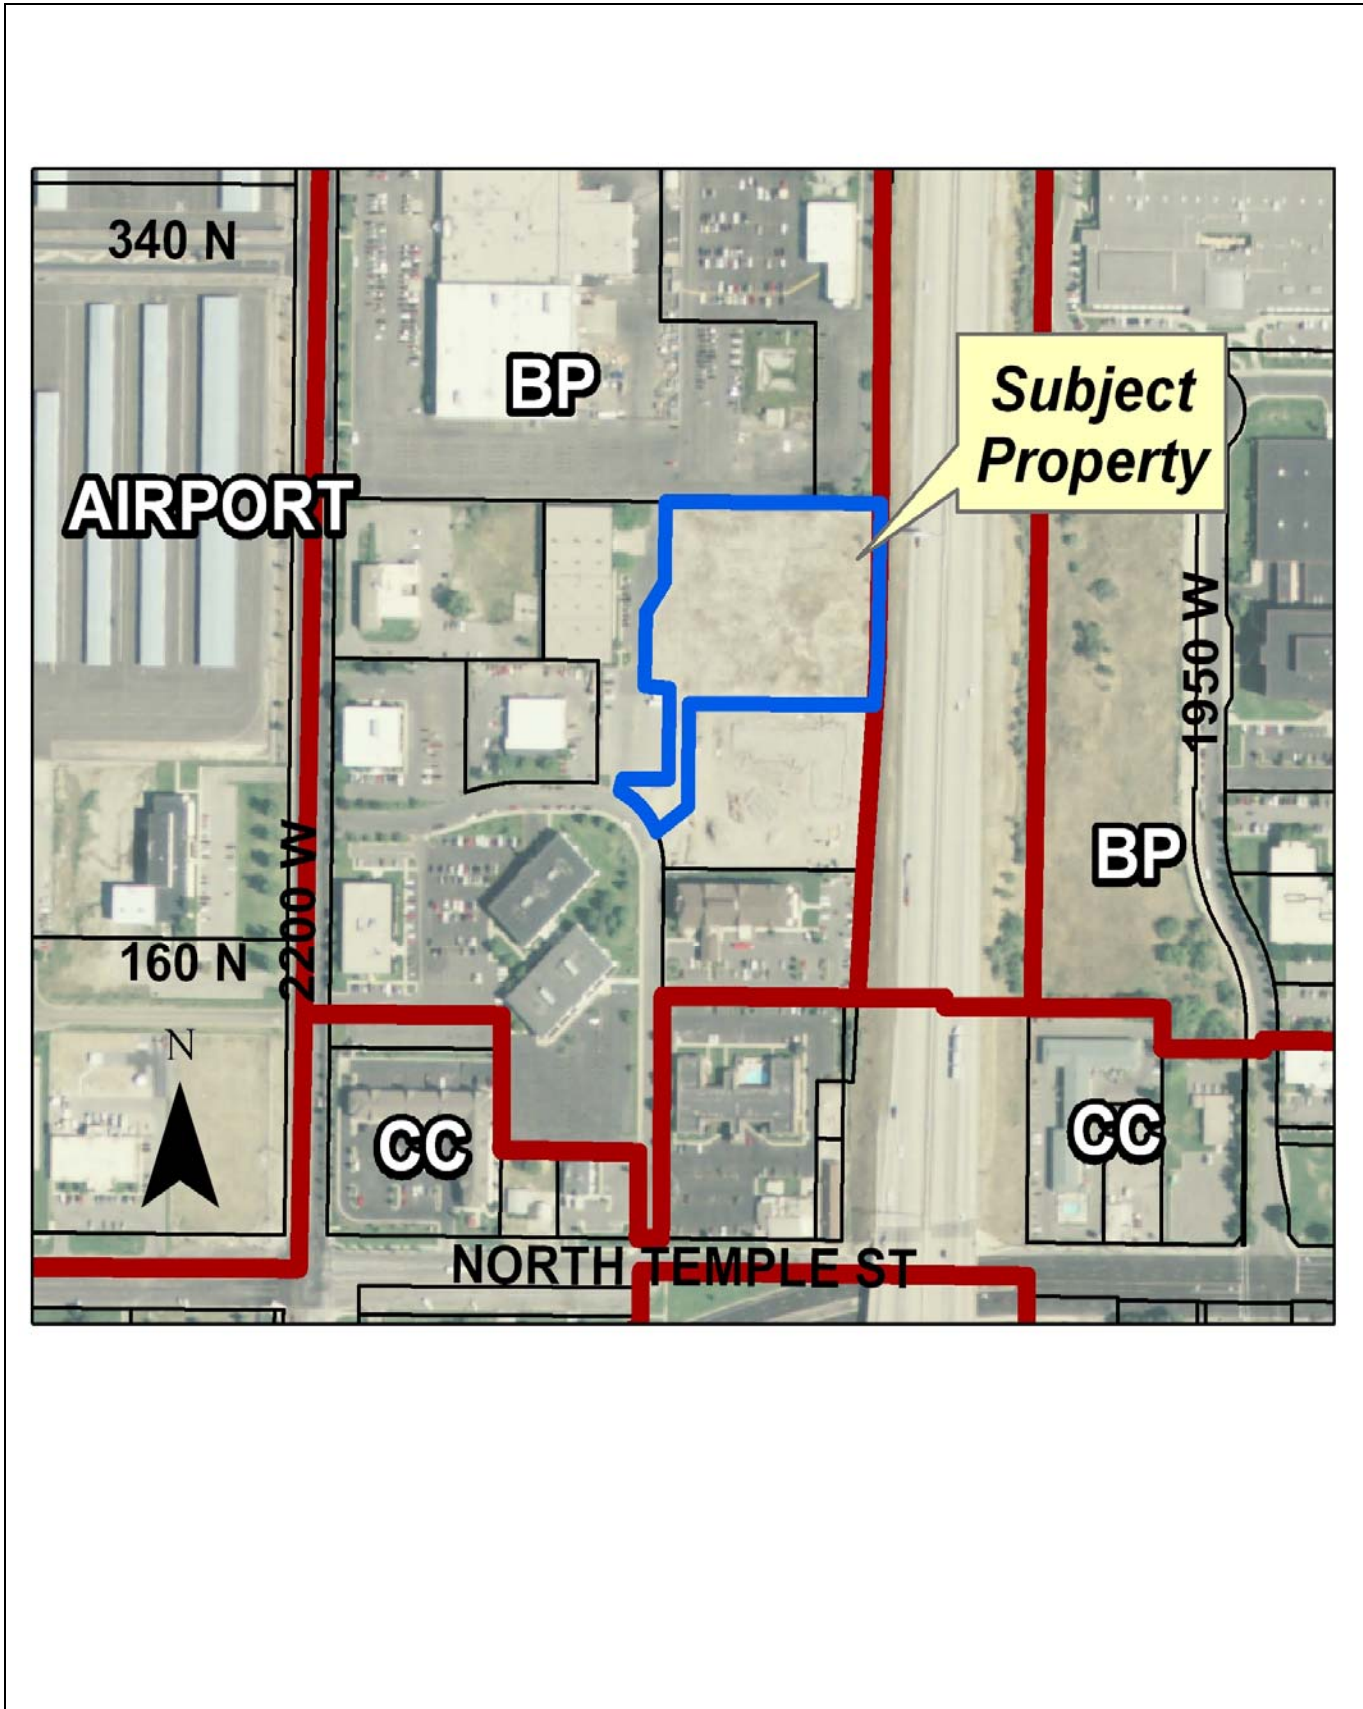 340 N
BP
Subject
Property
AIRPORT
1950 W
BP
2200 W
160 N
N
CC
CC
NORTH TEMPLE ST